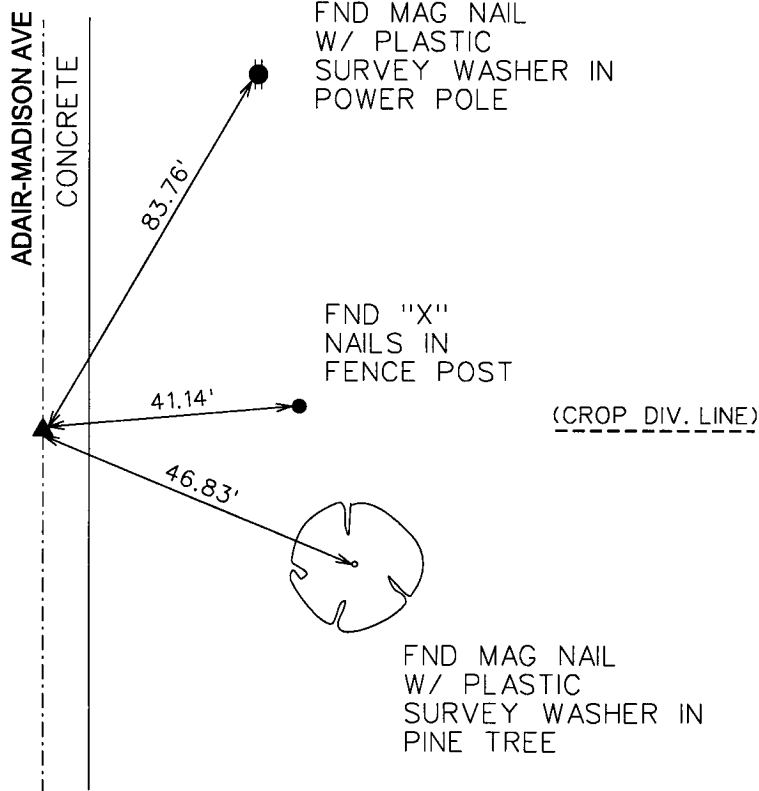 FND MAG NAIL
W/ PLASTIC
SURVEY WASHER IN
POWER POLE
ADAIR-MADISON AVE
CONCRETE
83.76'
FND "X"
NAILS IN
FENCE POST
41.14'
(CROP DIV. LINE)
46.83'
FND MAG NAIL
W/ PLASTIC
SURVEY WASHER IN
PINE TREE